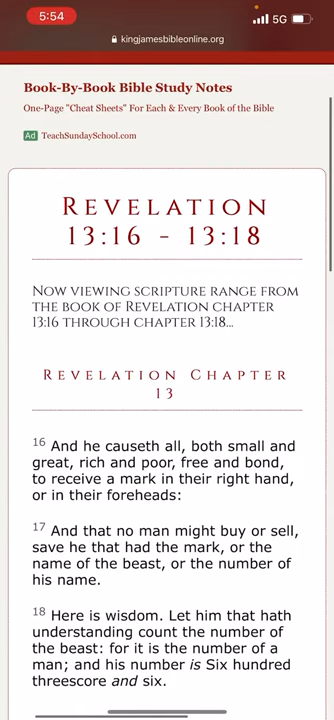 5:54
5G
kingjamesbibleonline.org
Book-By-Book Bible Study Notes
One-Page "Cheat Sheets" For Each & Every Book of the Bible
Ad TeachSundaySchool.com
Revelation
13:16 - 13:18
Now viewing scripture range from
the book of Revelation chapter
13:16 through chapter 13:18...
Revelation Chapter
13
16 And he causeth all, both small and
great, rich and poor, free and bond,
to receive a mark in their right hand,
or in their foreheads:
17 And that no man might buy or sell,
save he that had the mark, or the
name of the beast, or the number of
his name.
18 Here is wisdom. Let him that hath
understanding count the number of
the beast: for it is the number of a
man; and his number is Six hundred
threescore and six.